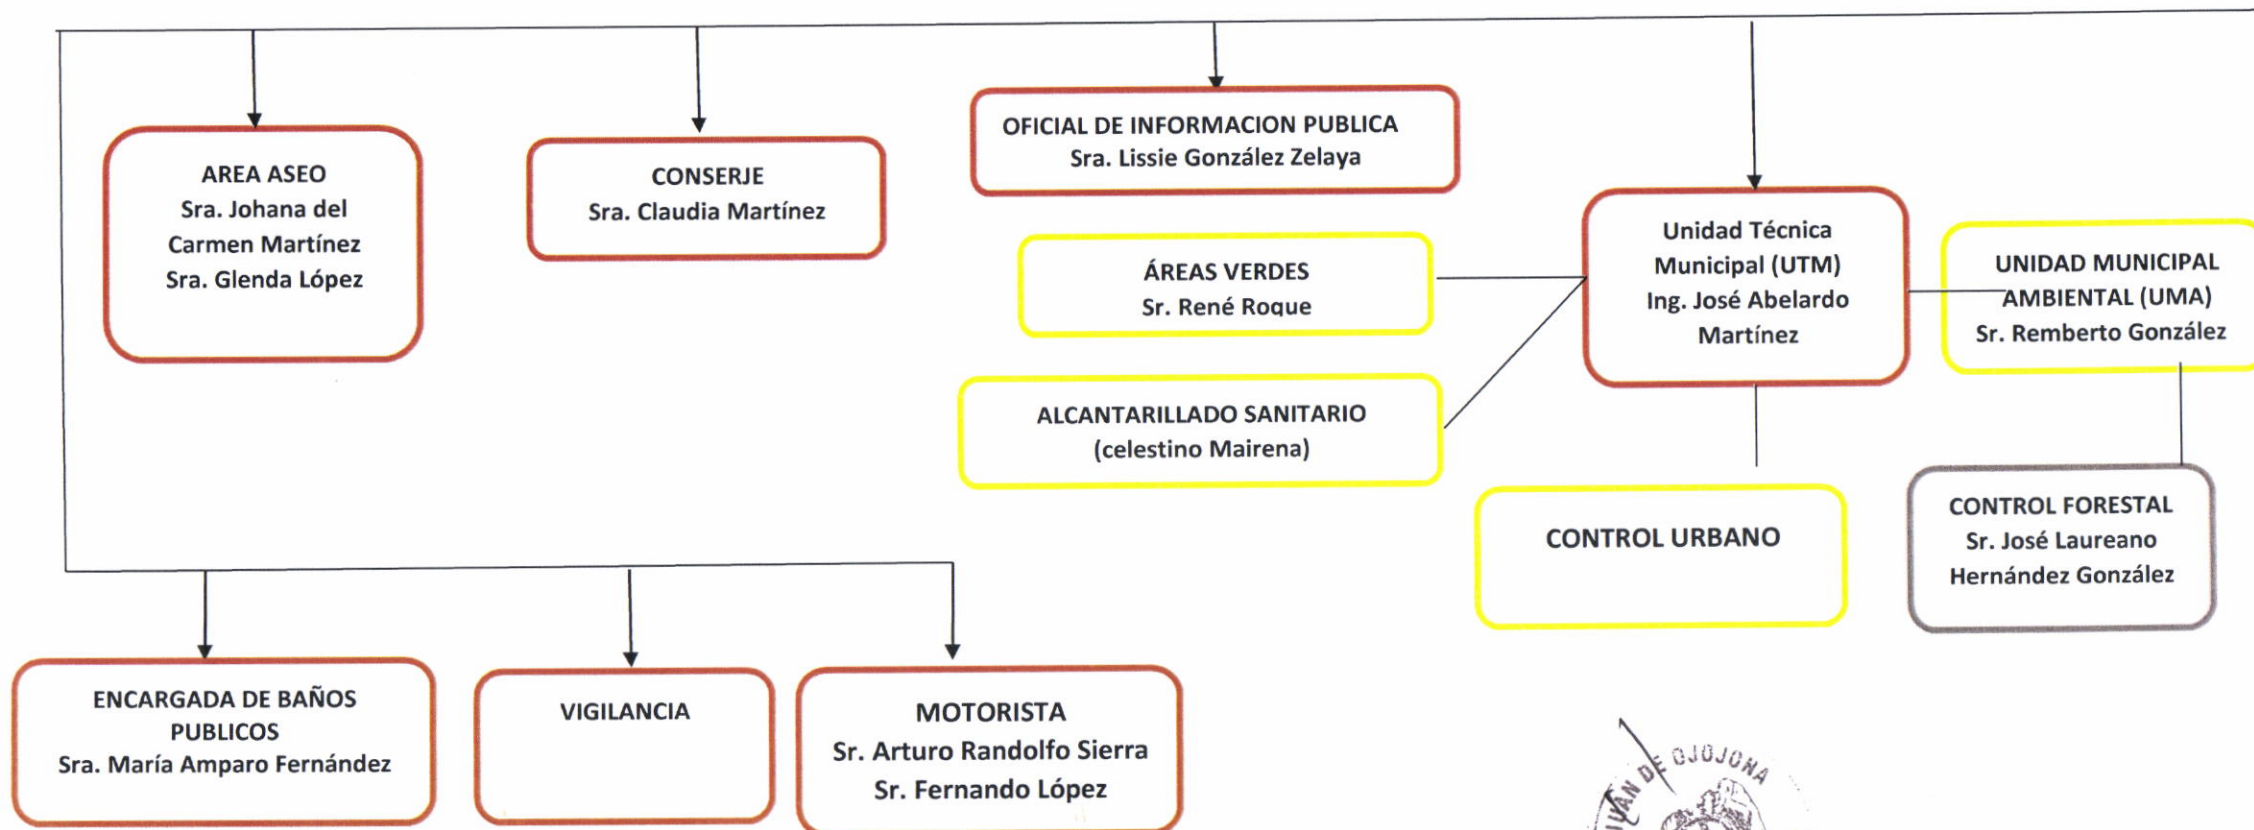 AREA ASEO
Sra. Johana del
Carmen Martínez
Sra. Glenda López
CONSERJE
Sra. Claudia Martínez
OFICIAL DE INFORMACION PUBLICA
Sra. Lissie González Zelaya
ÁREAS VERDES
Sr. René Roque
ALCANTARILLADO SANITARIO
(celestino Mairena)
Unidad Técnica
Municipal (UTM)
Ing. José Abelardo
Martínez
UNIDAD MUNICIPAL
AMBIENTAL (UMA)
Sr. Remberto González
CONTROL URBANO
CONTROL FORESTAL
Sr. José Laureano
Hernández González
ENCARGADA DE BAÑOS
PUBLICOS
Sra. María Amparo Fernández
VIGILANCIA
MOTORISTA
Sr. Arturo Randolfo Sierra
Sr. Fernando López
DE OJOJONA